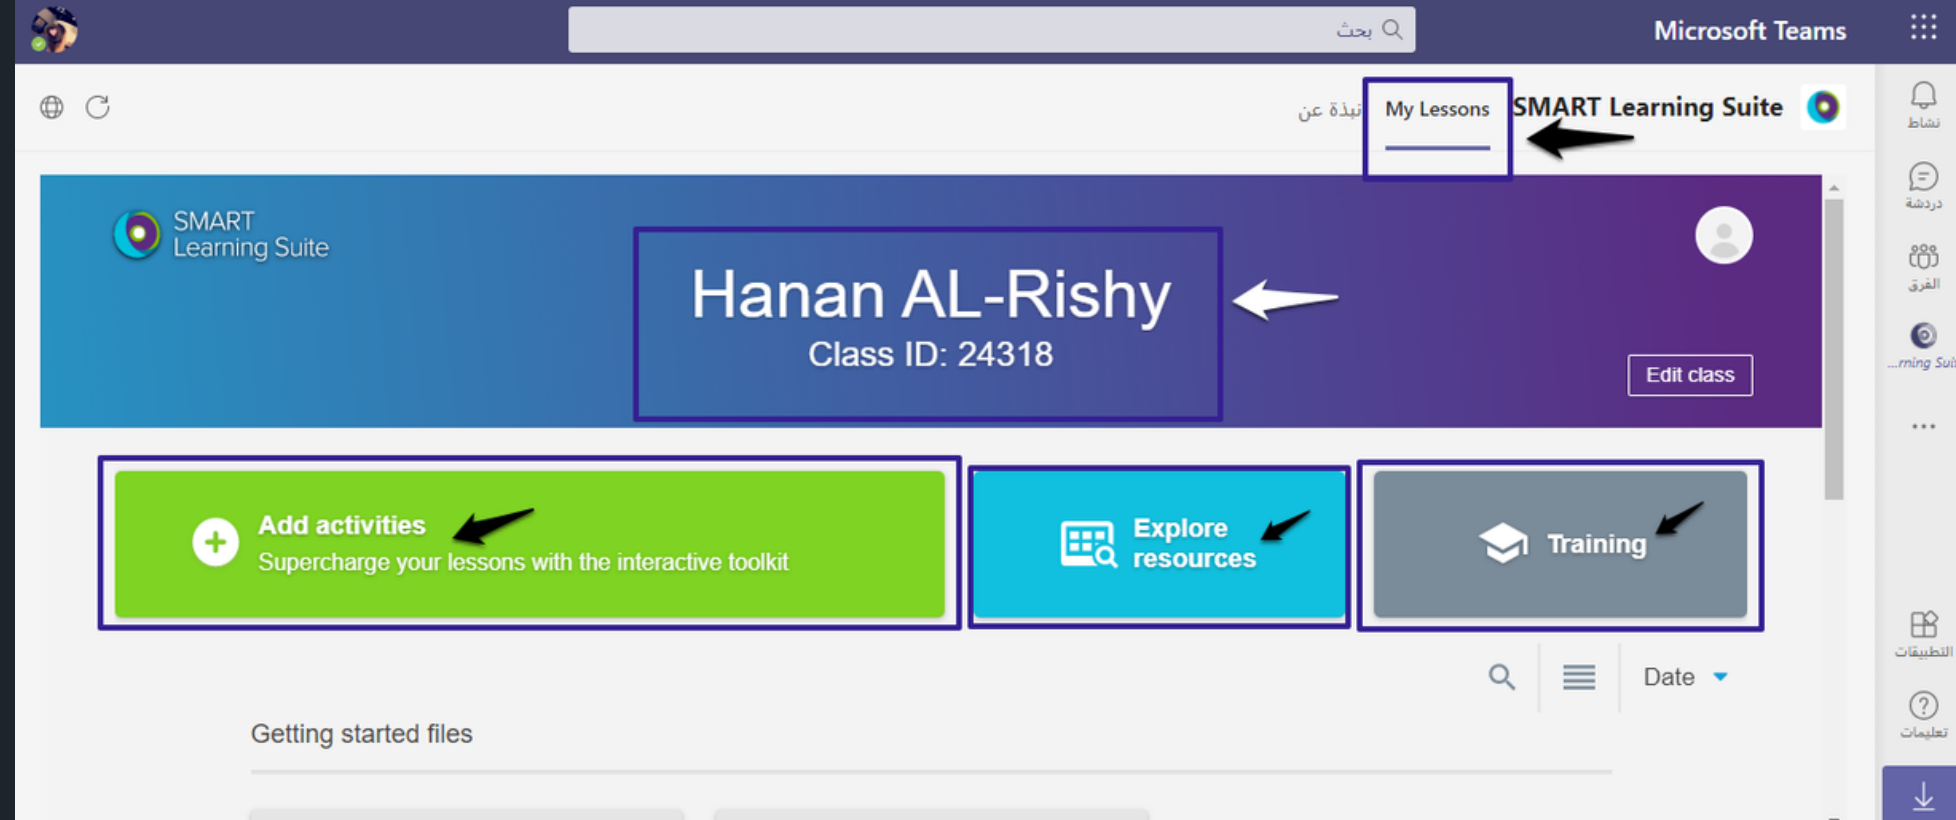 Microsoft Teams
بحث
SMART Learning Suite
My Lessons
نبذة عن
نشاط
دردشة
الفرق
...rning Suit
التطبيقات
تعليمات
SMART
Learning Suite
Hanan AL-Rishy
Class ID: 24318
Edit class
Add activities
Supercharge your lessons with the interactive toolkit
Explore
resources
Training
Date
Getting started files